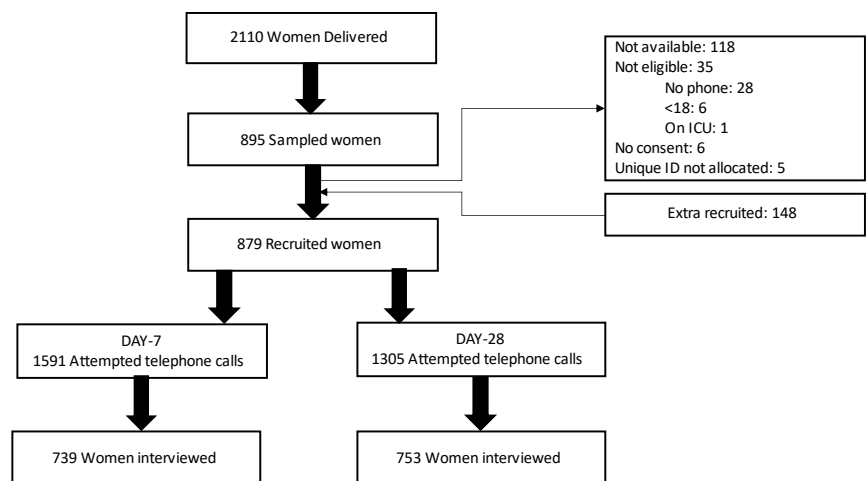 2110 Women Delivered
Not available: 118
Not eligible: 35
No phone: 28
<18: 6
On ICU: 1
No consent: 6
Unique ID not allocated: 5
895 Sampled women
Extra recruited: 148
879 Recruited women
DAY-7
1591 Attempted telephone calls
DAY-28
1305 Attempted telephone calls
739 Women interviewed
753 Women interviewed